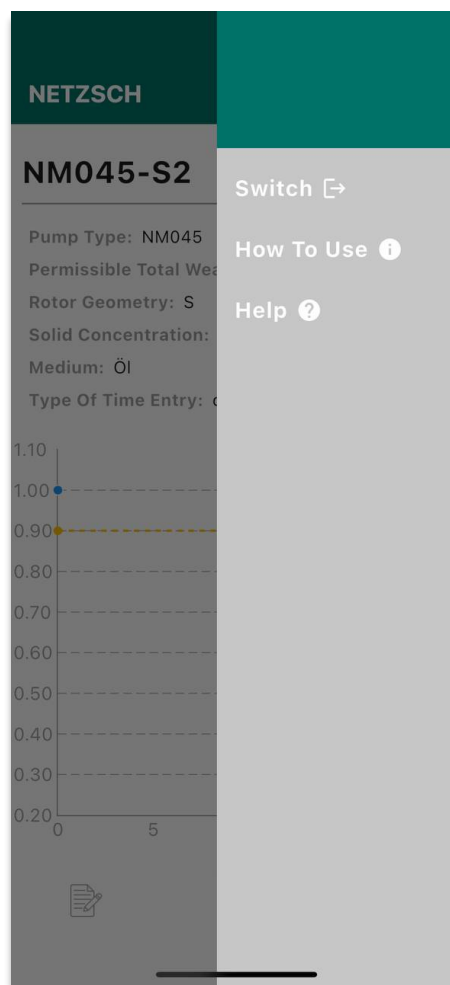 NETZSCH
NM045-S2
Pump Type: NM045
Permissible Total
Rotor Geometry: S
Solid Concentration:
Medium: Öl
Type Of Time Entry:
1.10
1.00
0.90
0.80
0.70
0.60
0.50
0.40
0.30
0.20
0
5
Switch
How To Use
Help